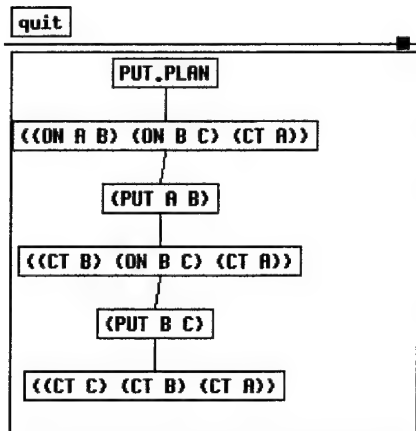 quit
PUT.PLAN
((ON A B) (ON B C) (CT A))
(PUT A B)
((CT B) (ON B C) (CT A))
(PUT B C)
((CT C) (CT B) (CT A))